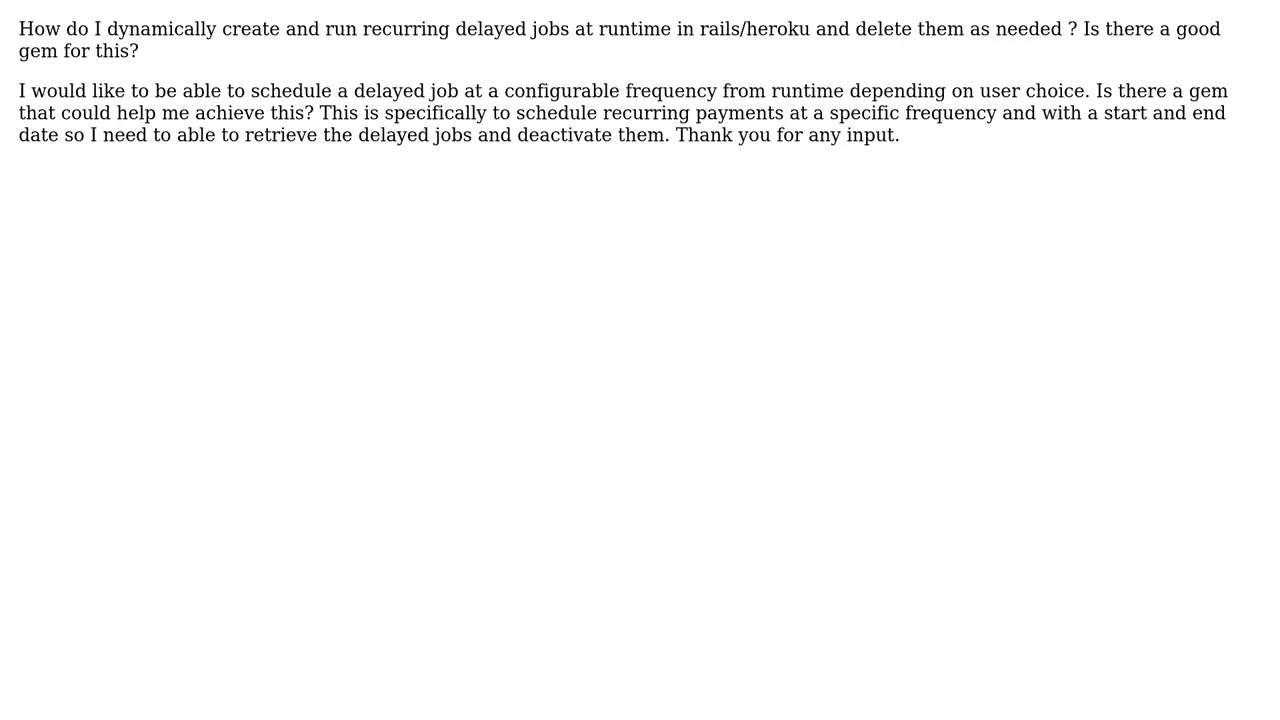 How do I dynamically create and run recurring delayed jobs at runtime in rails/heroku and delete them as needed ? Is there a good
gem for this?
I would like to be able to schedule a delayed job at a configurable frequency from runtime depending on user choice. Is there a gem
that could help me achieve this? This is specifically to schedule recurring payments at a specific frequency and with a start and end
date so I need to able to retrieve the delayed jobs and deactivate them. Thank you for any input.